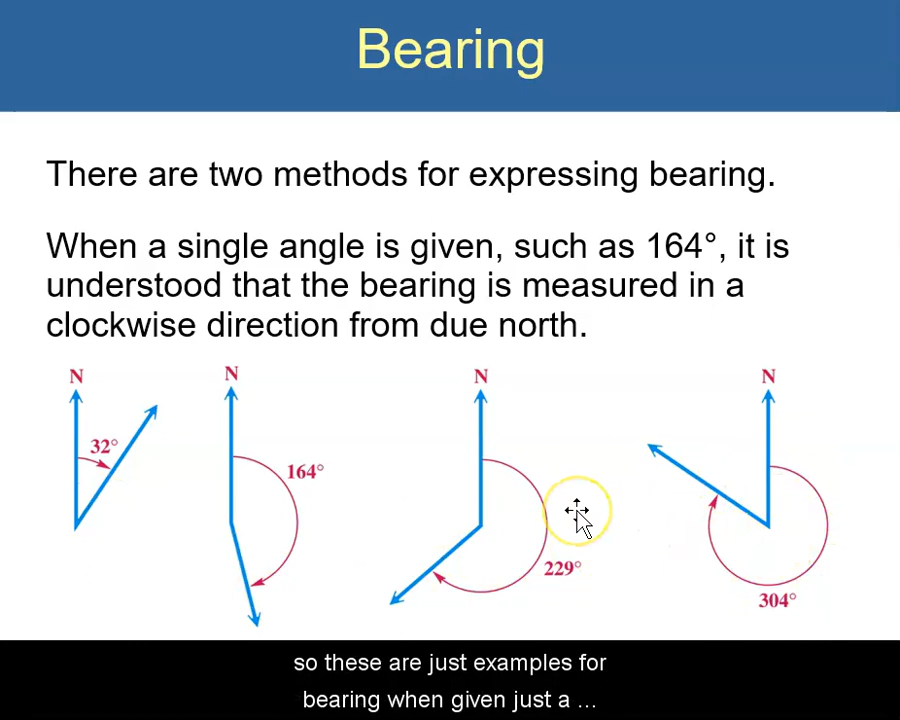 Bearing
There are two methods for expressing bearing.
When a single angle is given, such as 164°, it is
understood that the bearing is measured in a
clockwise direction from due north.
N
N
N
N
32°
164°
229°
304°
so these are just examples for
bearing when given just a ...